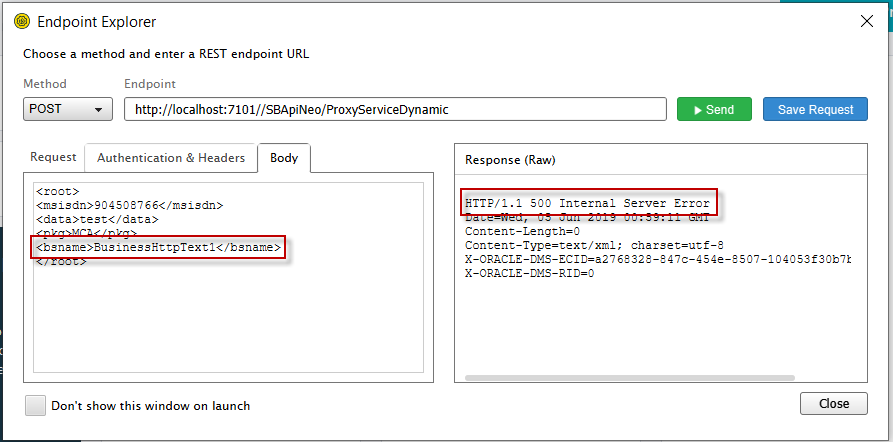 Endpoint Explorer
Choose a method and enter a REST endpoint URL
Method Endpoint
POST http://localhost:7101//SBApiNeo/ProxyServiceDynamic Send Save Request
Request Authentication & Headers Body
<root>
<msisdn>904508766</msisdn>
<data>test</data>
<pkg>MCA</pkg>
<bsname>BusinessHttpText1</bsname>
</root>
Response (Raw)
HTTP/1.1 500 Internal Server Error
Date=Wed, 05 Jun 2019 00:59:11 GMT
Content-Length=0
Content-Type=text/xml; charset=utf-8
X-ORACLE-DMS-ECID=a2768328-847c-454e-8507-104053f30b7b
X-ORACLE-DMS-RID=0
Don't show this window on launch
Close